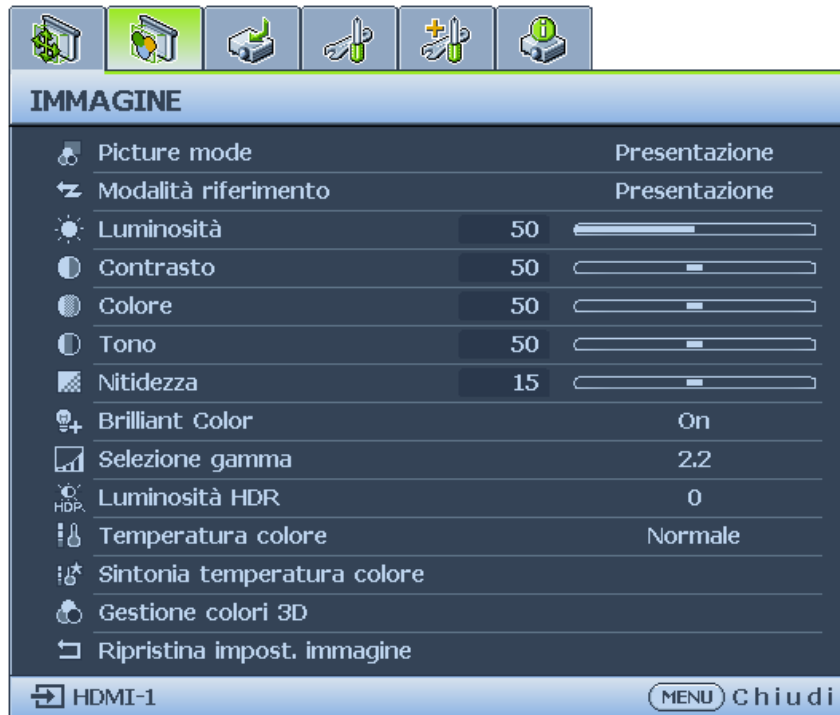 IMMAGINE
Picture mode Presentazione
Modalità riferimento Presentazione
Luminosità 50
Contrasto 50
Colore 50
Tono 50
Nitidezza 15
Brilliant Color On
Selezione gamma 2.2
HDR Luminosità HDR 0
Temperatura colore Normale
Sintonia temperatura colore
Gestione colori 3D
Ripristina impost. immagine
HDMI-1 MENU Chiudi